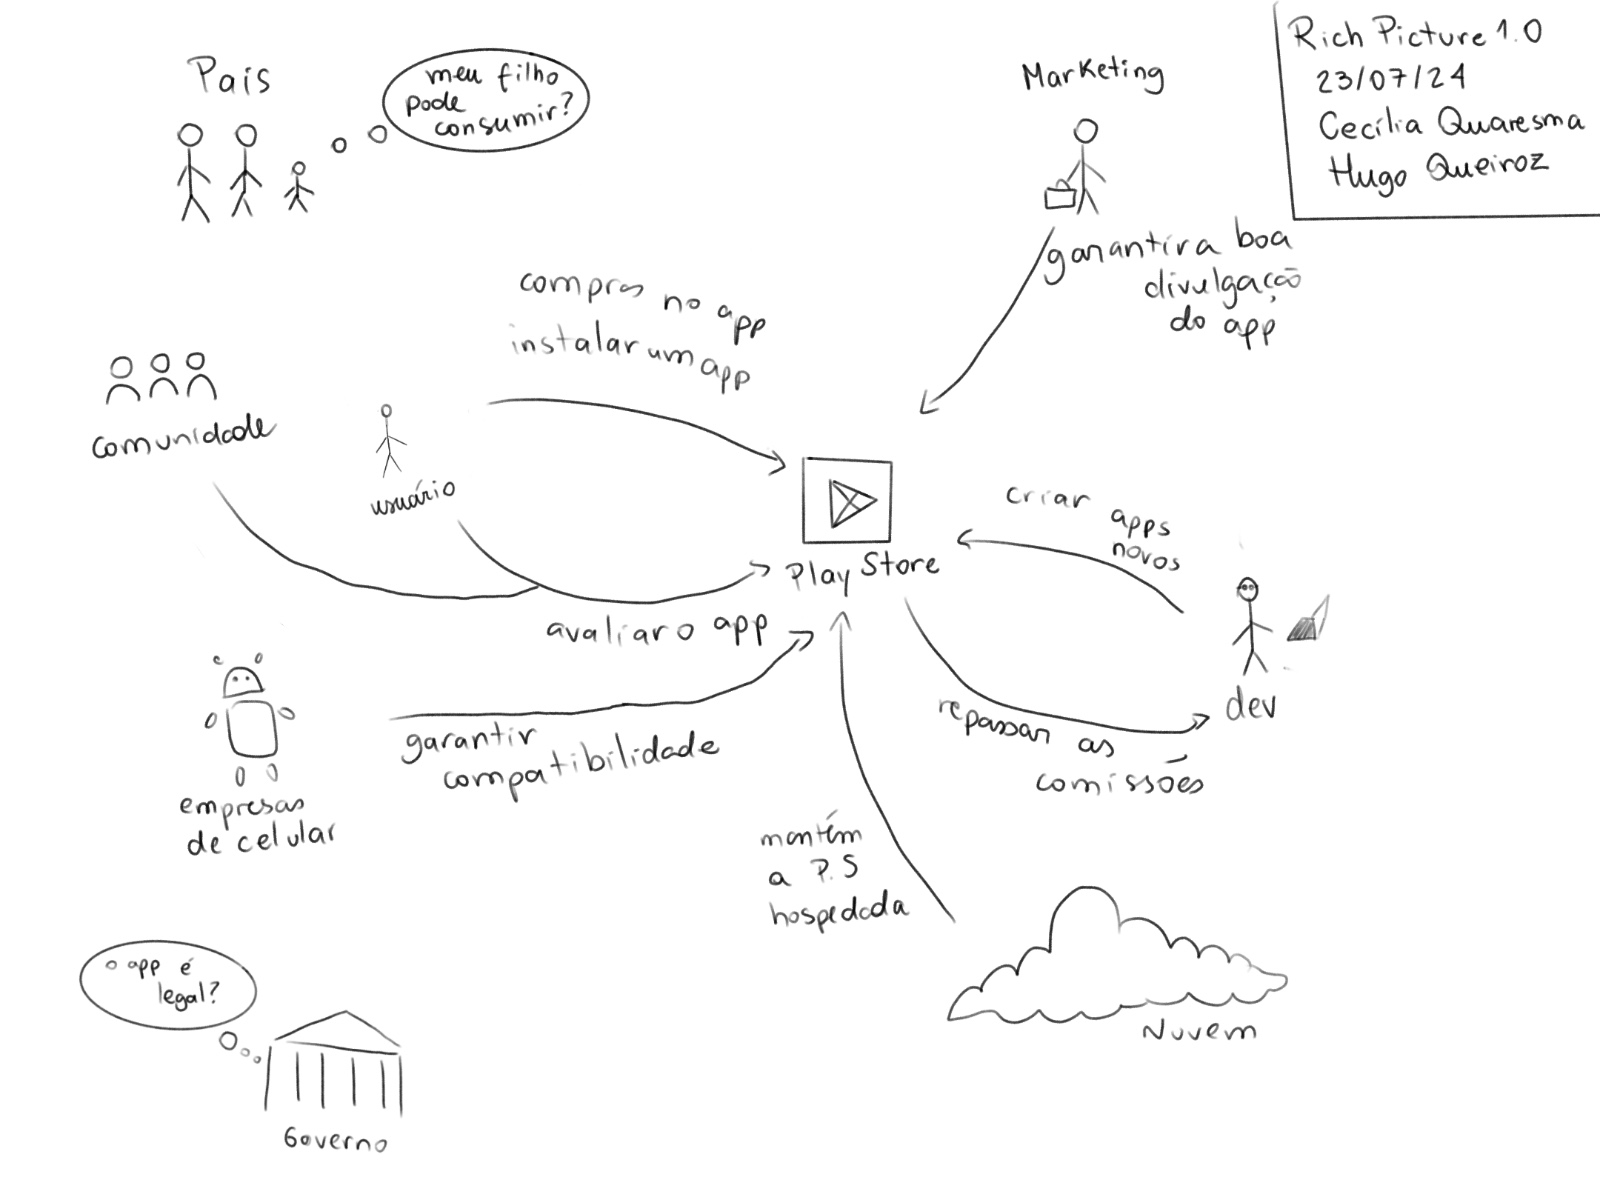 Rich Picture 1.0
23/07/24
Cecília Quaresma
Hugo Queiroz
País
meu filho
pode
consumir?
Marketing
garantir a boa
divulgação
do app
compras no app
instalar um app
comunidade
usuário
Play Store
criar apps
novos
avaliar o app
dev
repassar as
comissões
garantir
compatibilidade
empresas
de celular
mantém
a P.S
hospedada
Nuvem
o app é
legal?
Governo